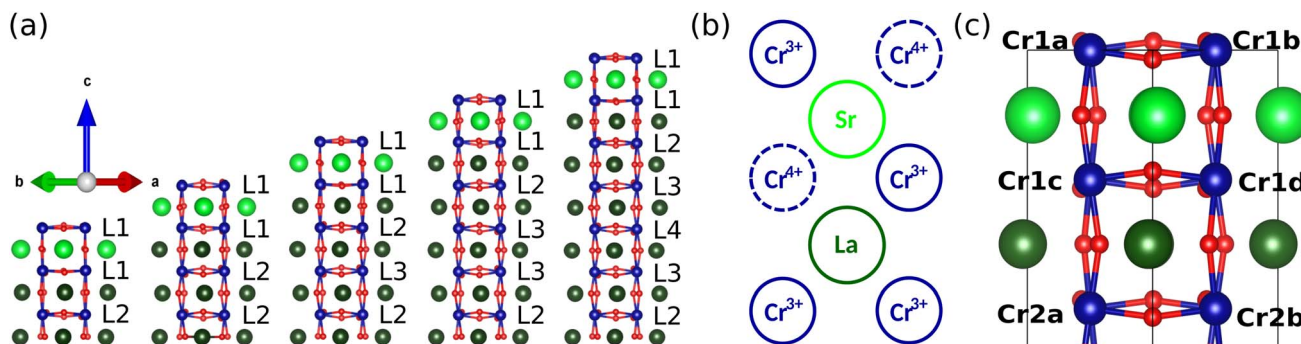 (a)
c
b
a
L1
L1
L2
L1
L1
L2
L2
L1
L1
L2
L3
L2
L1
L1
L2
L3
L3
L2
L1
L1
L2
L3
L4
L3
L2
(b)
Cr3+ Cr4+
Sr
Cr4+ Cr3+
La
Cr3+ Cr3+
(c)
Cr1a Cr1b
Cr1c Cr1d
Cr2a Cr2b